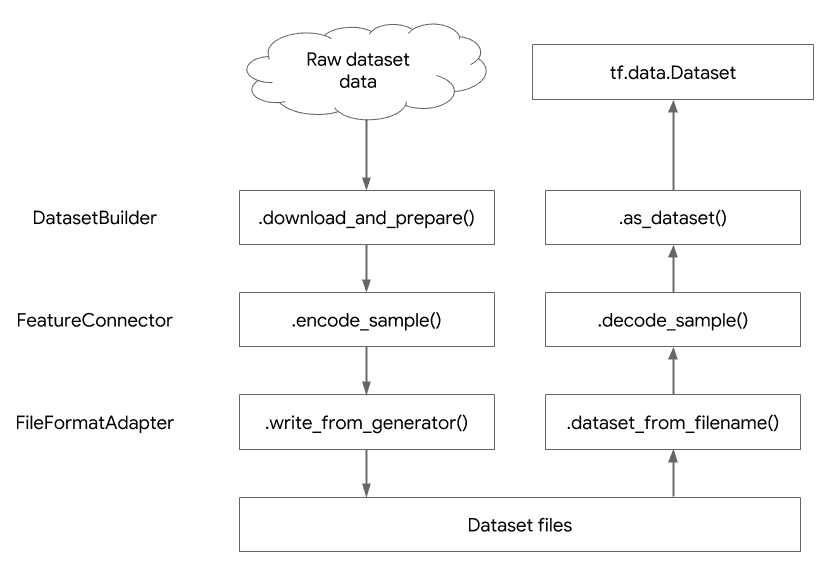 Raw dataset
data
tf.data.Dataset
DatasetBuilder
.download_and_prepare()
.as_dataset()
FeatureConnector
.encode_sample()
.decode_sample()
FileFormatAdapter
.write_from_generator()
.dataset_from_filename()
Dataset files